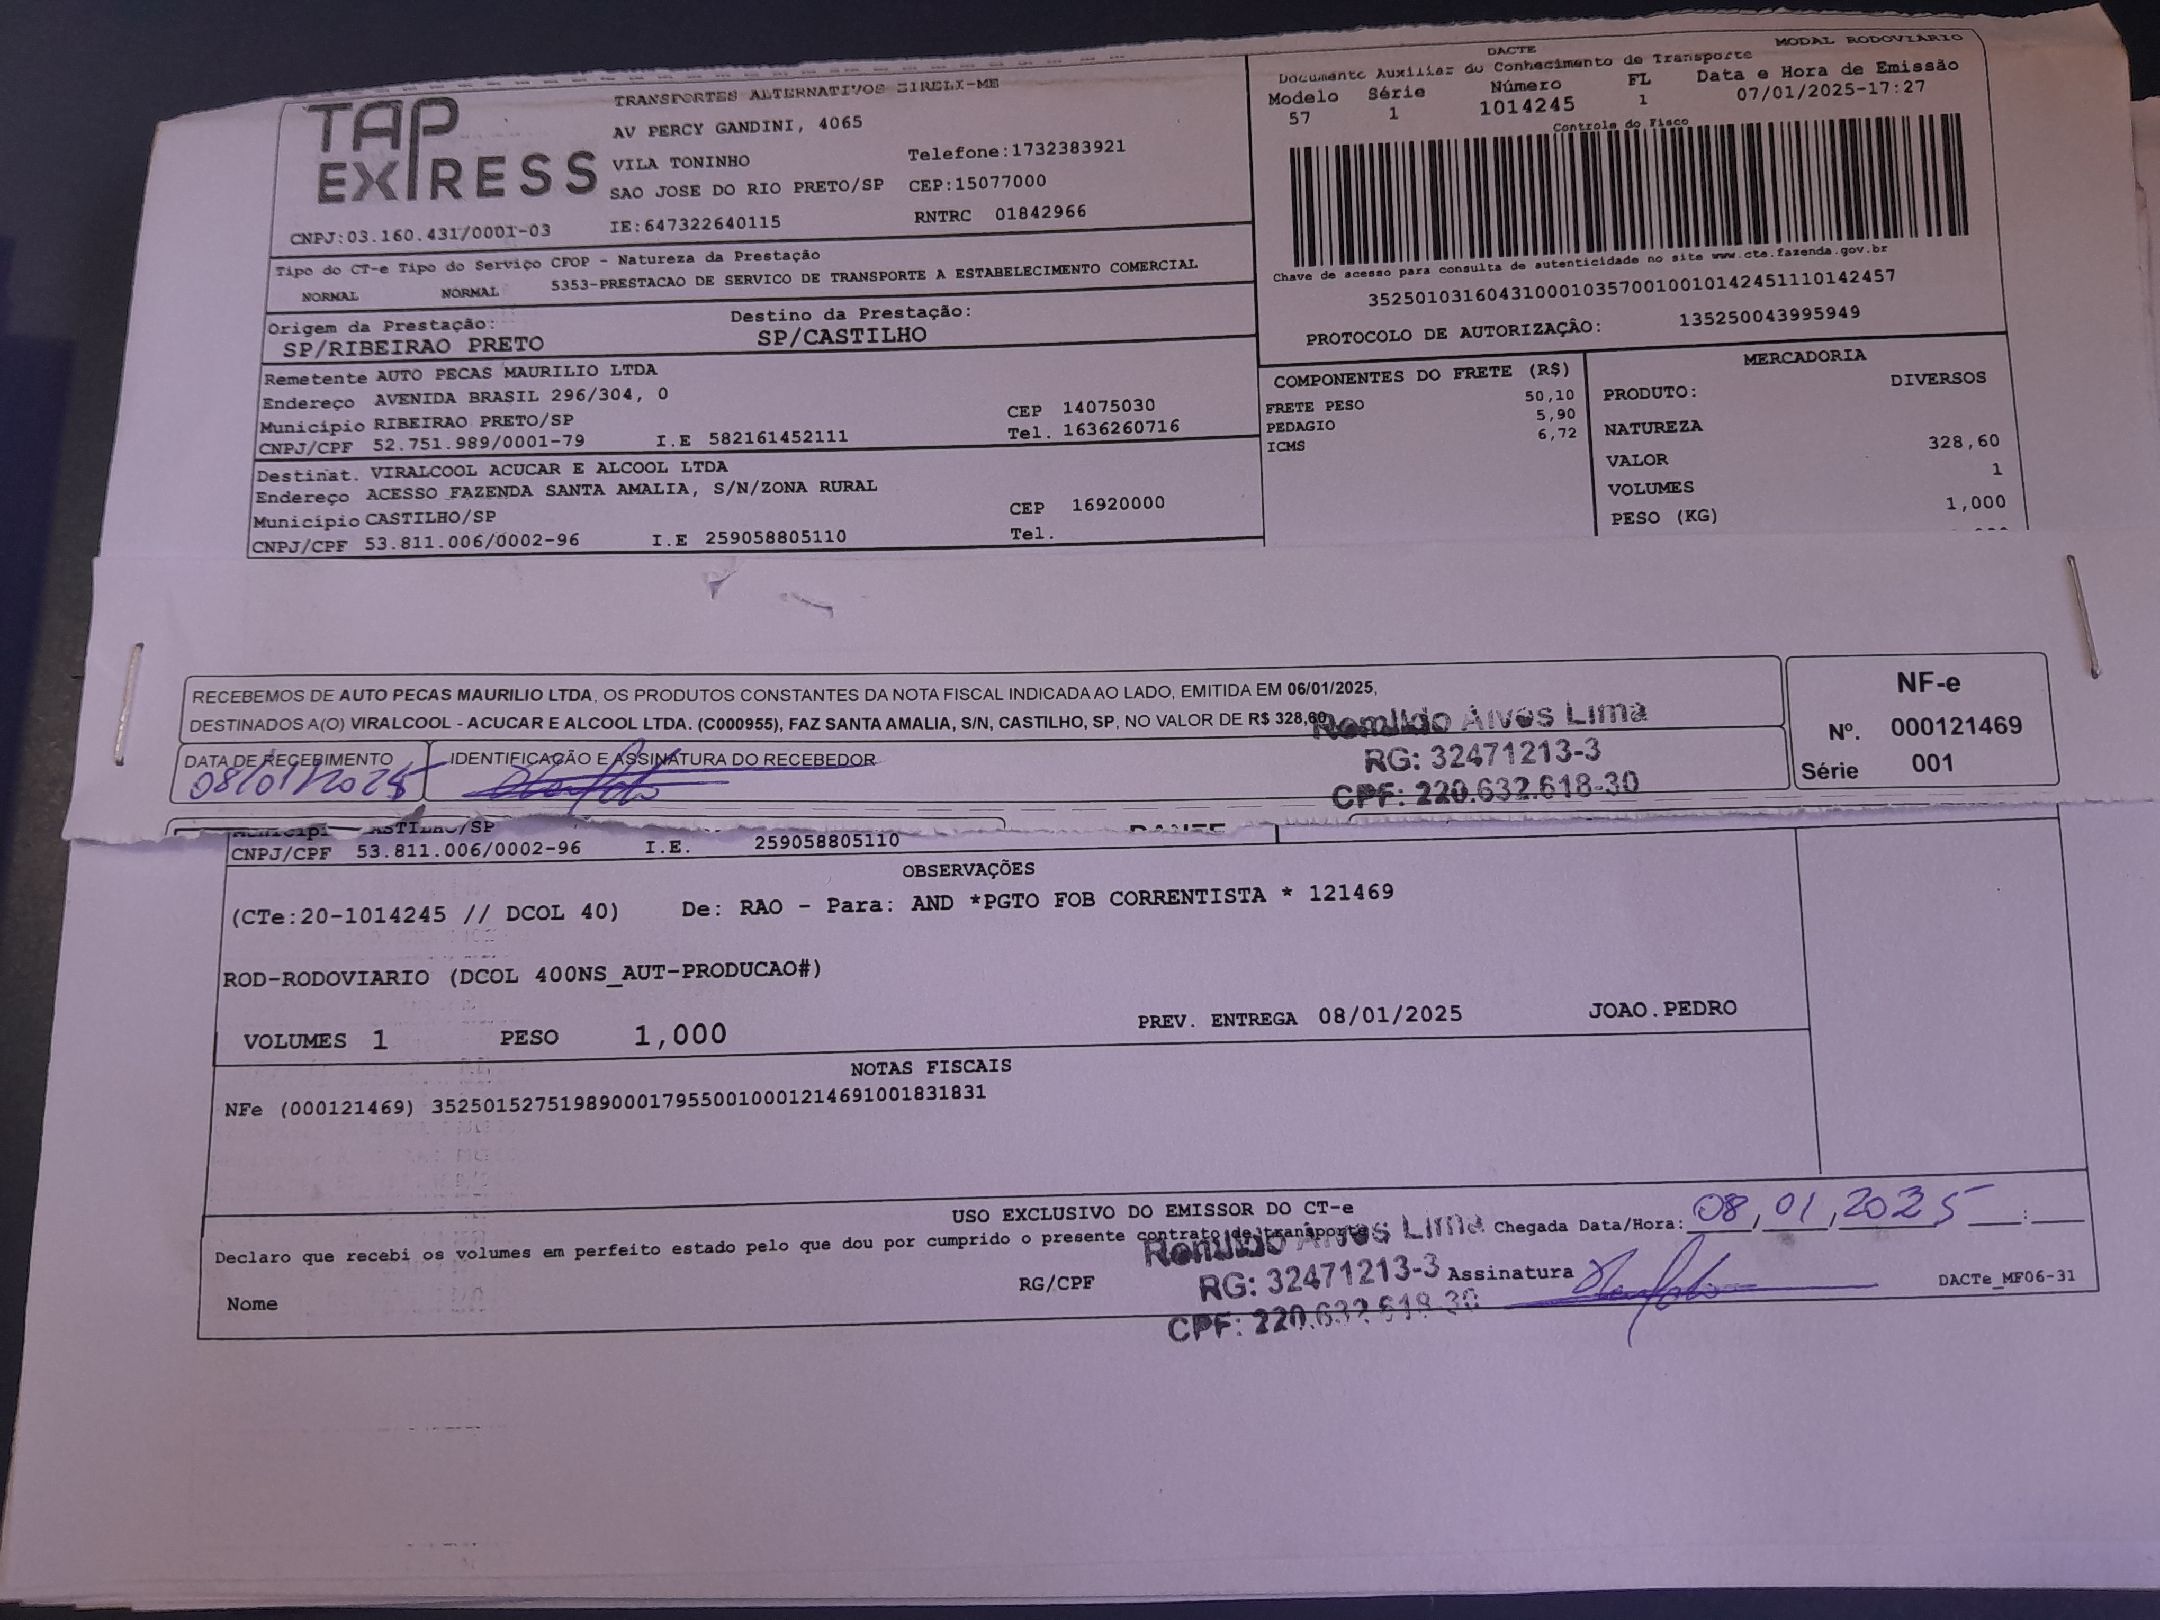 TAP
EXPRESS
TRANSPORTES ALTERNATIVOS EIRELI-ME
AV PERCY GANDINI, 4065
VILA TONINHO Telefone:1732383921
SAO JOSE DO RIO PRETO/SP CEP:15077000
CNPJ:03.160.431/0001-03 IE:647322640115 RNTRC 01842966
DACTE MODAL RODOVIÁRIO
Documento Auxiliar do Conhecimento de Transporte
Modelo Série Número FL Data e Hora de Emissão
57 1 1014245 1 07/01/2025-17:27
Controle do Fisco
Chave de acesso para consulta de autenticidade no site www.cte.fazenda.gov.br
35250103160431000103570010010142451110142457
PROTOCOLO DE AUTORIZAÇÃO: 135250043995949
Tipo do CT-e Tipo do Serviço CFOP - Natureza da Prestação
NORMAL NORMAL 5353-PRESTACAO DE SERVICO DE TRANSPORTE A ESTABELECIMENTO COMERCIAL
Origem da Prestação: Destino da Prestação:
SP/RIBEIRAO PRETO SP/CASTILHO
Remetente AUTO PECAS MAURILIO LTDA
Endereço AVENIDA BRASIL 296/304, 0
Município RIBEIRAO PRETO/SP CEP 14075030
CNPJ/CPF 52.751.989/0001-79 I.E 582161452111 Tel. 1636260716
Destinat. VIRALCOOL ACUCAR E ALCOOL LTDA
Endereço ACESSO FAZENDA SANTA AMALIA, S/N/ZONA RURAL
Município CASTILHO/SP CEP 16920000
CNPJ/CPF 53.811.006/0002-96 I.E 259058805110 Tel.
COMPONENTES DO FRETE (R$)
FRETE PESO 50,10
PEDAGIO 5,90
ICMS 6,72
MERCADORIA
PRODUTO: DIVERSOS
NATUREZA
VALOR 328,60
VOLUMES 1
PESO (KG) 1,000
RECEBEMOS DE AUTO PECAS MAURILIO LTDA, OS PRODUTOS CONSTANTES DA NOTA FISCAL INDICADA AO LADO, EMITIDA EM 06/01/2025,
DESTINADOS A(O) VIRALCOOL - ACUCAR E ALCOOL LTDA. (C000955), FAZ SANTA AMALIA, S/N, CASTILHO, SP, NO VALOR DE R$ 328,60
DATA DE RECEBIMENTO IDENTIFICAÇÃO E ASSINATURA DO RECEBEDOR
08/01/2025
Romildo Alves Lima
RG: 32471213-3
CPF: 220.632.618-30
NF-e
Nº. 000121469
Série 001
DANFE
CNPJ/CPF 53.811.006/0002-96 I.E. 259058805110
OBSERVAÇÕES
(CTe:20-1014245 // DCOL 40) De: RAO - Para: AND *PGTO FOB CORRENTISTA * 121469
ROD-RODOVIARIO (DCOL 400NS_AUT-PRODUCAO#)
VOLUMES 1 PESO 1,000 PREV. ENTREGA 08/01/2025 JOAO.PEDRO
NOTAS FISCAIS
NFe (000121469) 35250152751989000179550010001214691001831831
USO EXCLUSIVO DO EMISSOR DO CT-e
Declaro que recebi os volumes em perfeito estado pelo que dou por cumprido o presente contrato de transporte Chegada Data/Hora: 08/01/2025
Romildo Alves Lima
RG: 32471213-3
CPF: 220.632.618-30
Nome RG/CPF Assinatura DACTe_MF06-31